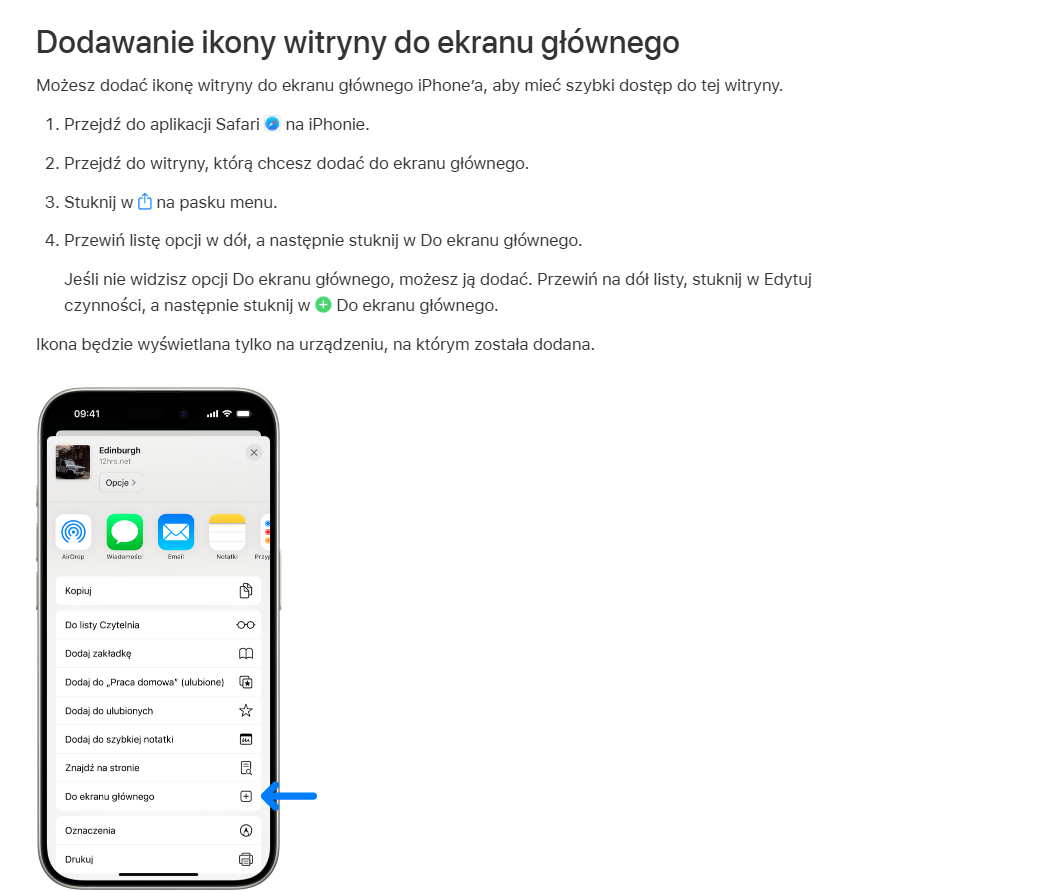 Dodawanie ikony witryny do ekranu głównego
Możesz dodać ikonę witryny do ekranu głównego iPhone’a, aby mieć szybki dostęp do tej witryny.
1. Przejdź do aplikacji Safari na iPhonie.
2. Przejdź do witryny, którą chcesz dodać do ekranu głównego.
3. Stuknij w na pasku menu.
4. Przewiń listę opcji w dół, a następnie stuknij w Do ekranu głównego.
Jeśli nie widzisz opcji Do ekranu głównego, możesz ją dodać. Przewiń na dół listy, stuknij w Edytuj
czynności, a następnie stuknij w Do ekranu głównego.
Ikona będzie wyświetlana tylko na urządzeniu, na którym została dodana.
09:41
Edinburgh
12hrs.net
Opcje
AirDrop Wiadomości Email Notatki Przyp
Kopiuj
Do listy Czytelnia
Dodaj zakładkę
Dodaj do „Praca domowa” (ulubione)
Dodaj do ulubionych
Dodaj do szybkiej notatki
Znajdź na stronie
Do ekranu głównego
Oznaczenia
Drukuj